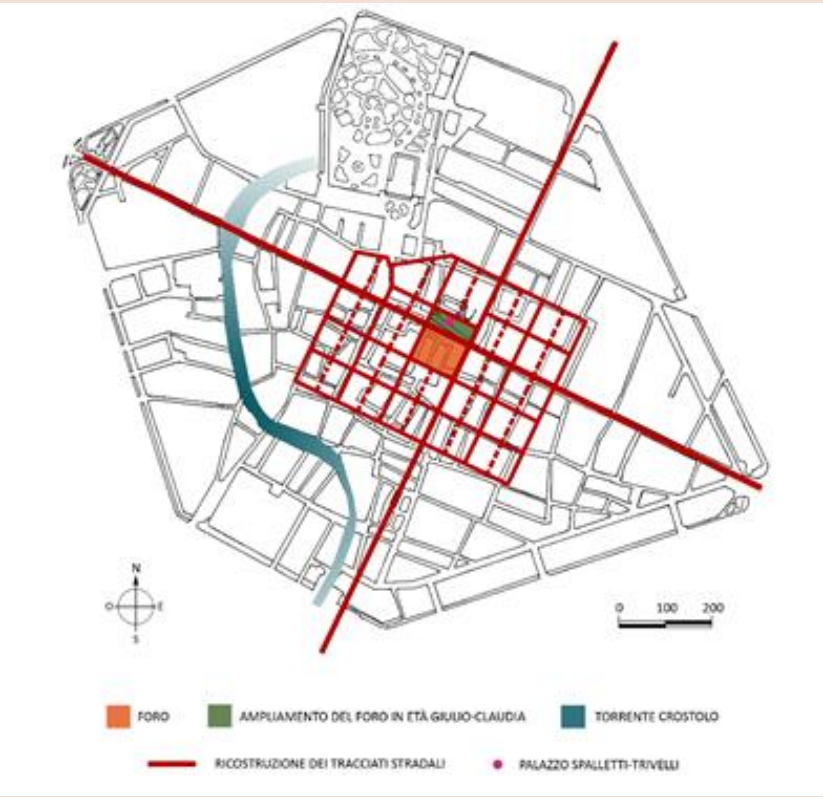 N
O E
S
0 100 200
FORO
AMPLIAMENTO DEL FORO IN ETÀ GIULIO-CLAUDIA
TORRENTE CROSTOLO
RICOSTRUZIONE DEI TRACCIATI STRADALI
PALAZZO SPALLETTI-TRIVELLI